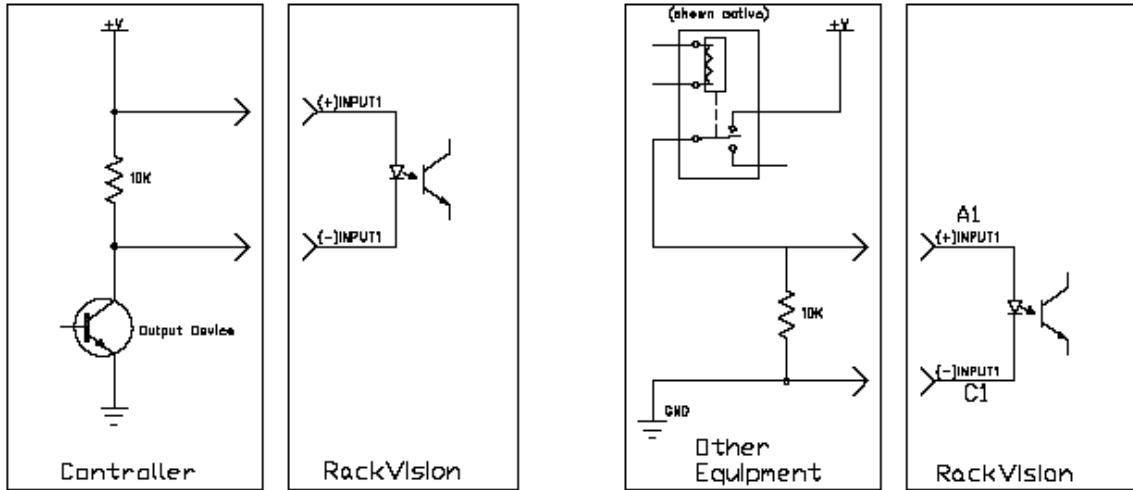 +V
(+)INPUT1
10K
(-)INPUT1
Output Device
Controller
RackVision
(shown active)
+V
A1
(+)INPUT1
10K
(-)INPUT1
C1
GND
Other
Equipment
RackVision